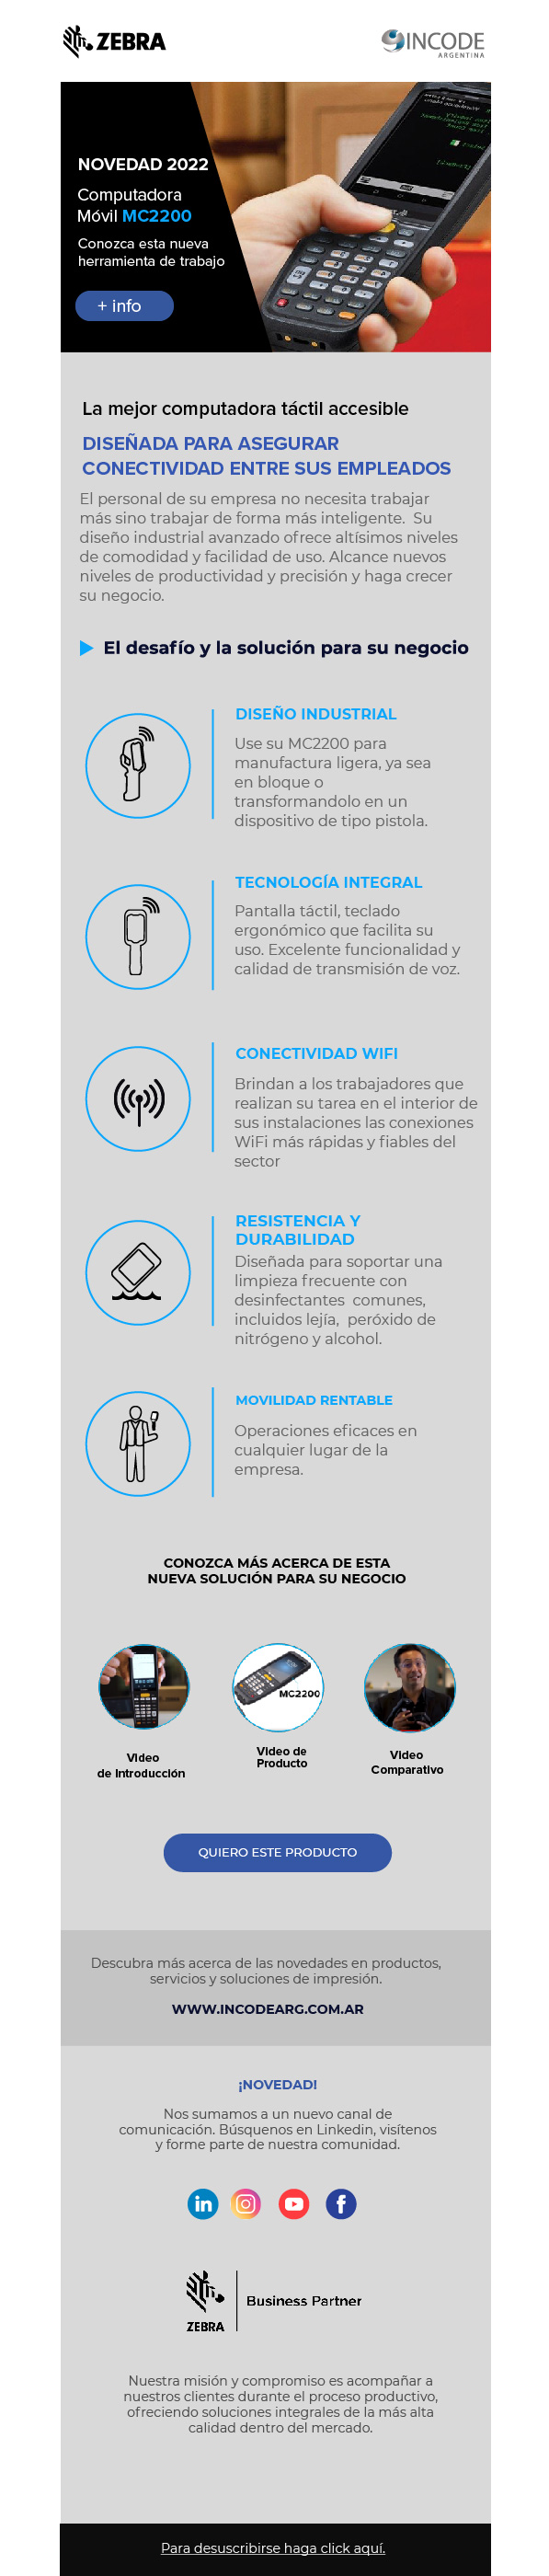 ZEBRA
INCODE
ARGENTINA
NOVEDAD 2022
Computadora
Móvil MC2200
Conozca esta nueva
herramienta de trabajo
+ info
La mejor computadora táctil accesible
DISEÑADA PARA ASEGURAR
CONECTIVIDAD ENTRE SUS EMPLEADOS
El personal de su empresa no necesita trabajar
más sino trabajar de forma más inteligente. Su
diseño industrial avanzado ofrece altísimos niveles
de comodidad y facilidad de uso. Alcance nuevos
niveles de productividad y precisión y haga crecer
su negocio.
El desafío y la solución para su negocio
DISEÑO INDUSTRIAL
Use su MC2200 para
manufactura ligera, ya sea
en bloque o
transformandolo en un
dispositivo de tipo pistola.
TECNOLOGÍA INTEGRAL
Pantalla táctil, teclado
ergonómico que facilita su
uso. Excelente funcionalidad y
calidad de transmisión de voz.
CONECTIVIDAD WIFI
Brindan a los trabajadores que
realizan su tarea en el interior de
sus instalaciones las conexiones
WiFi más rápidas y fiables del
sector
RESISTENCIA Y
DURABILIDAD
Diseñada para soportar una
limpieza frecuente con
desinfectantes comunes,
incluidos lejía, peróxido de
nitrógeno y alcohol.
MOVILIDAD RENTABLE
Operaciones eficaces en
cualquier lugar de la
empresa.
CONOZCA MÁS ACERCA DE ESTA
NUEVA SOLUCIÓN PARA SU NEGOCIO
MC2200
Video
de Introducción
Video de
Producto
Video
Comparativo
QUIERO ESTE PRODUCTO
Descubra más acerca de las novedades en productos,
servicios y soluciones de impresión.
WWW.INCODEARG.COM.AR
¡NOVEDAD!
Nos sumamos a un nuevo canal de
comunicación. Búsquenos en Linkedin, visítenos
y forme parte de nuestra comunidad.
in
f
ZEBRA
Business Partner
Nuestra misión y compromiso es acompañar a
nuestros clientes durante el proceso productivo,
ofreciendo soluciones integrales de la más alta
calidad dentro del mercado.
Para desuscribirse haga click aquí.